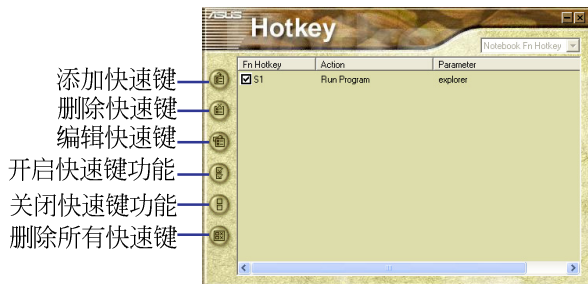 ASUS
Hotkey
Notebook Fn Hotkey
Fn Hotkey Action Parameter
S1 Run Program explorer
添加快速键
删除快速键
编辑快速键
开启快速键功能
关闭快速键功能
删除所有快速键